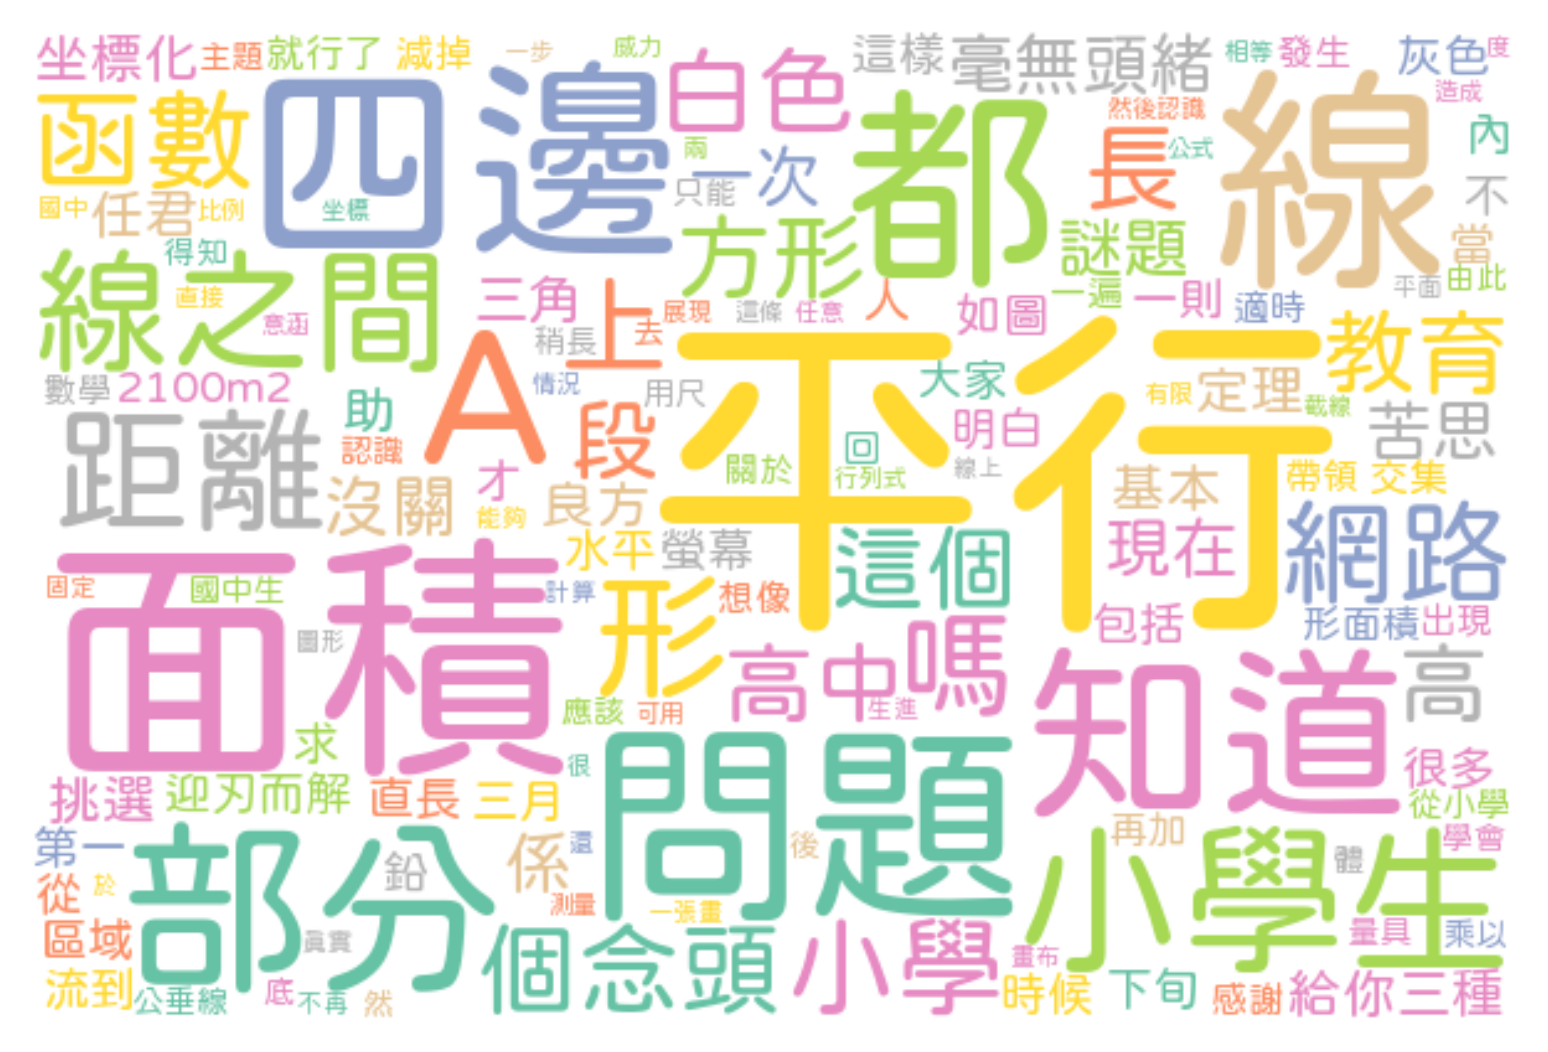 坐標化 主題 就行了 減掉 一步 威力 白色 這樣 毫無頭緒 相等 發生 灰色 度
函數 四 邊 都 線 造成
然後認識 長 公式 內
兩 一次 只能 不
國中 任君 比例 坐標
得知 方形 謎題 當
線之間 直接 意涵 三角 上 去 展現 這條 任意 人 如圖 一遍 一則 適時 平面 由此
稍長 平行 教育
數學 2100m2 助 A 情況 用尺 大家 有限 定理 截線
距離 認識 段 明白 苦思
回 關於 行列式 線上 基本 帶領 交集
沒關 才 能夠 良方
水平 螢幕 這個 現在 網路
面積 固定 國中生 計算 形 想像 包括 形面積 出現
圖形 高中 嗎 知道 高
應該 可用 生進
求 很 問題 很多
挑選 迎刃而解 直長 三月 從小學
第一 部分 係 還 後 再加 小學生 學會
從 於 鉛 體
區域 真實 測量 一張畫 量具 乘以
個念頭 小學 畫布
流到 公垂線 底 不再 然 時候 下旬 感謝 給你三種